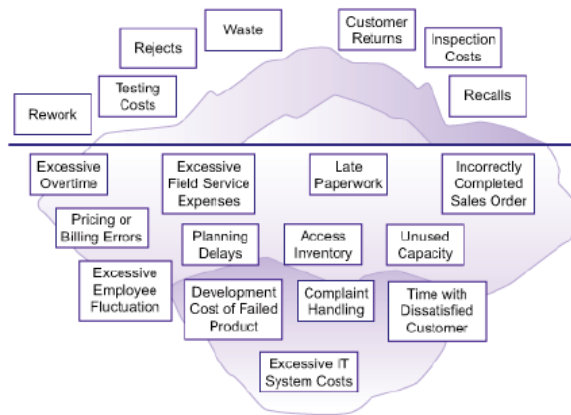 Waste
Customer
Returns
Rejects
Inspection
Costs
Testing
Costs
Recalls
Rework
Excessive
Overtime
Excessive
Field Service
Expenses
Late
Paperwork
Incorrectly
Completed
Sales Order
Pricing or
Billing Errors
Planning
Delays
Access
Inventory
Unused
Capacity
Excessive
Employee
Fluctuation
Development
Cost of Failed
Product
Complaint
Handling
Time with
Dissatisfied
Customer
Excessive IT
System Costs